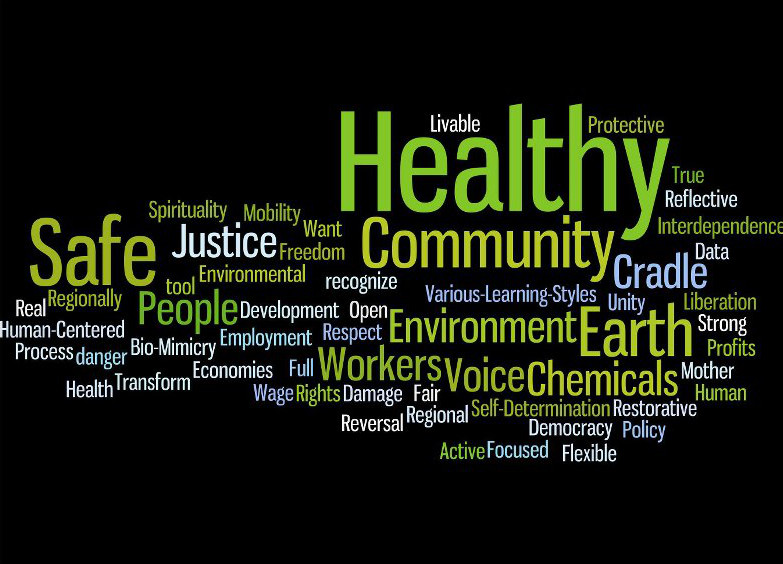 Livable Protective
Healthy
True
Reflective
Spirituality Mobility Want Interdependence
Safe Justice Freedom Community Data
Cradle
tool Environmental recognize
Regionally Various-Learning-Styles Unity Liberation
Real People Development Open Environment Earth Strong
Human-Centered Employment Respect
Process danger Bio-Mimicry Profits
Economies Full Workers Voice Chemicals Mother
Health Transform
Wage Rights Damage Fair Human
Reversal Regional Self-Determination Restorative
Democracy Policy
Active Focused Flexible